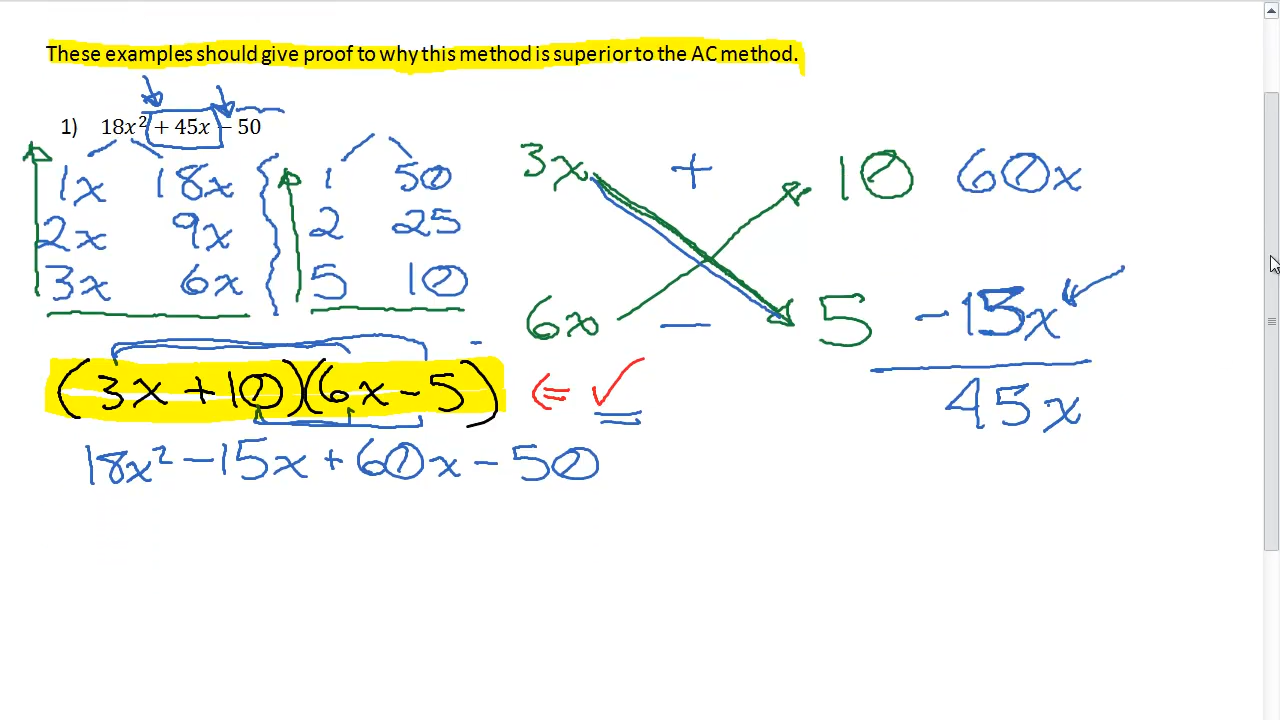 These examples should give proof to why this method is superior to the AC method.
1) 18x² + 45x − 50
1x 18x 1 50
2x 9x 2 25
3x 6x 5 10
3x + 10 60x
6x − 5 −15x
45x
(3x + 10)(6x − 5) ⇐ ✓
18x² − 15x + 60x − 50